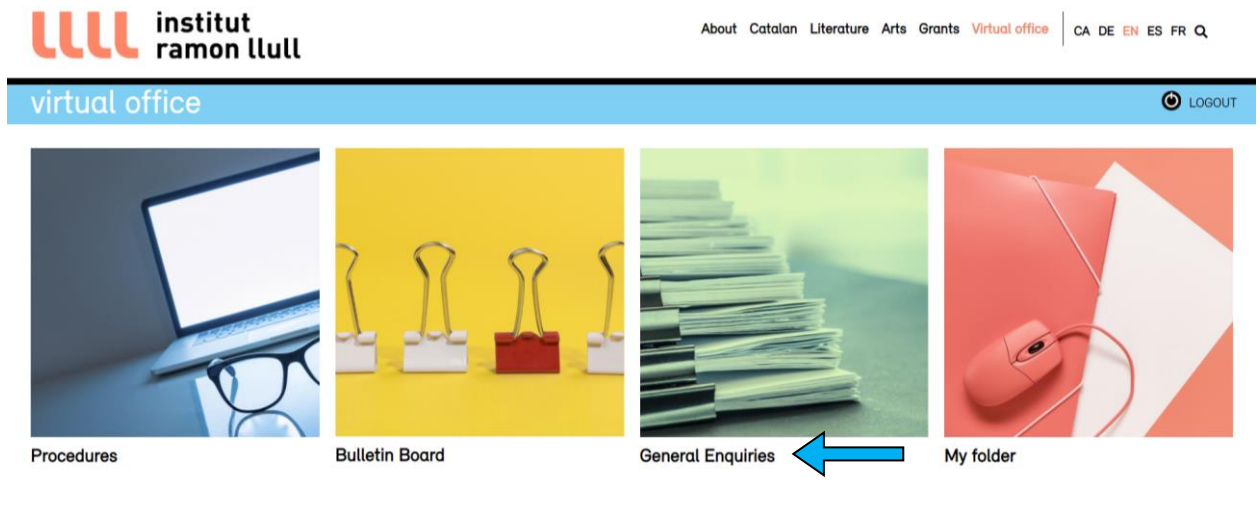 institut
ramon llull
About Catalan Literature Arts Grants Virtual office CA DE EN ES FR
virtual office
LOGOUT
Procedures
Bulletin Board
General Enquiries
My folder